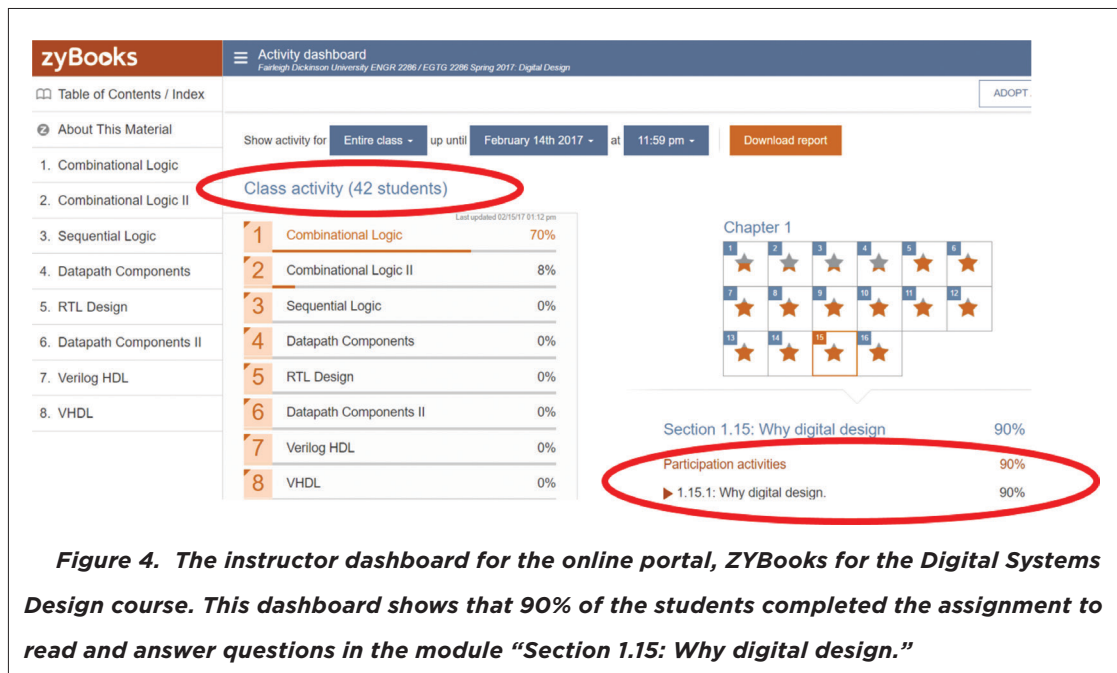 zyBooks
Activity dashboard
Fairleigh Dickinson University ENGR 2286 / EGTG 2286 Spring 2017: Digital Design
Table of Contents / Index
About This Material
1. Combinational Logic
2. Combinational Logic II
3. Sequential Logic
4. Datapath Components
5. RTL Design
6. Datapath Components II
7. Verilog HDL
8. VHDL
ADOPT
Show activity for Entire class up until February 14th 2017 at 11:59 pm Download report
Class activity (42 students)
Last updated 02/15/17 01:12 pm
1 Combinational Logic 70%
2 Combinational Logic II 8%
3 Sequential Logic 0%
4 Datapath Components 0%
5 RTL Design 0%
6 Datapath Components II 0%
7 Verilog HDL 0%
8 VHDL 0%
Chapter 1
1 2 3 4 5 6
7 8 9 10 11 12
13 14 15 16
Section 1.15: Why digital design 90%
Participation activities 90%
1.15.1: Why digital design. 90%
Figure 4. The instructor dashboard for the online portal, ZYBooks for the Digital Systems
Design course. This dashboard shows that 90% of the students completed the assignment to
read and answer questions in the module “Section 1.15: Why digital design.”